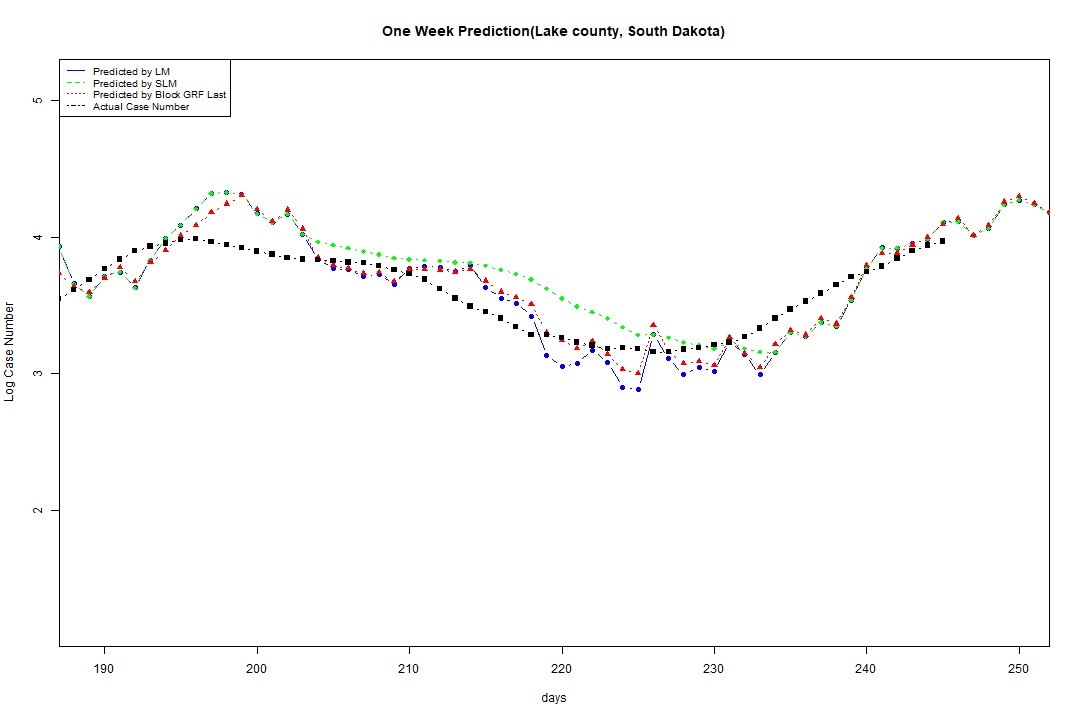 One Week Prediction(Lake county, South Dakota)
Predicted by LM
Predicted by SLM
Predicted by Block GRF Last
Actual Case Number
5
4
3
2
Log Case Number
190 200 210 220 230 240 250
days